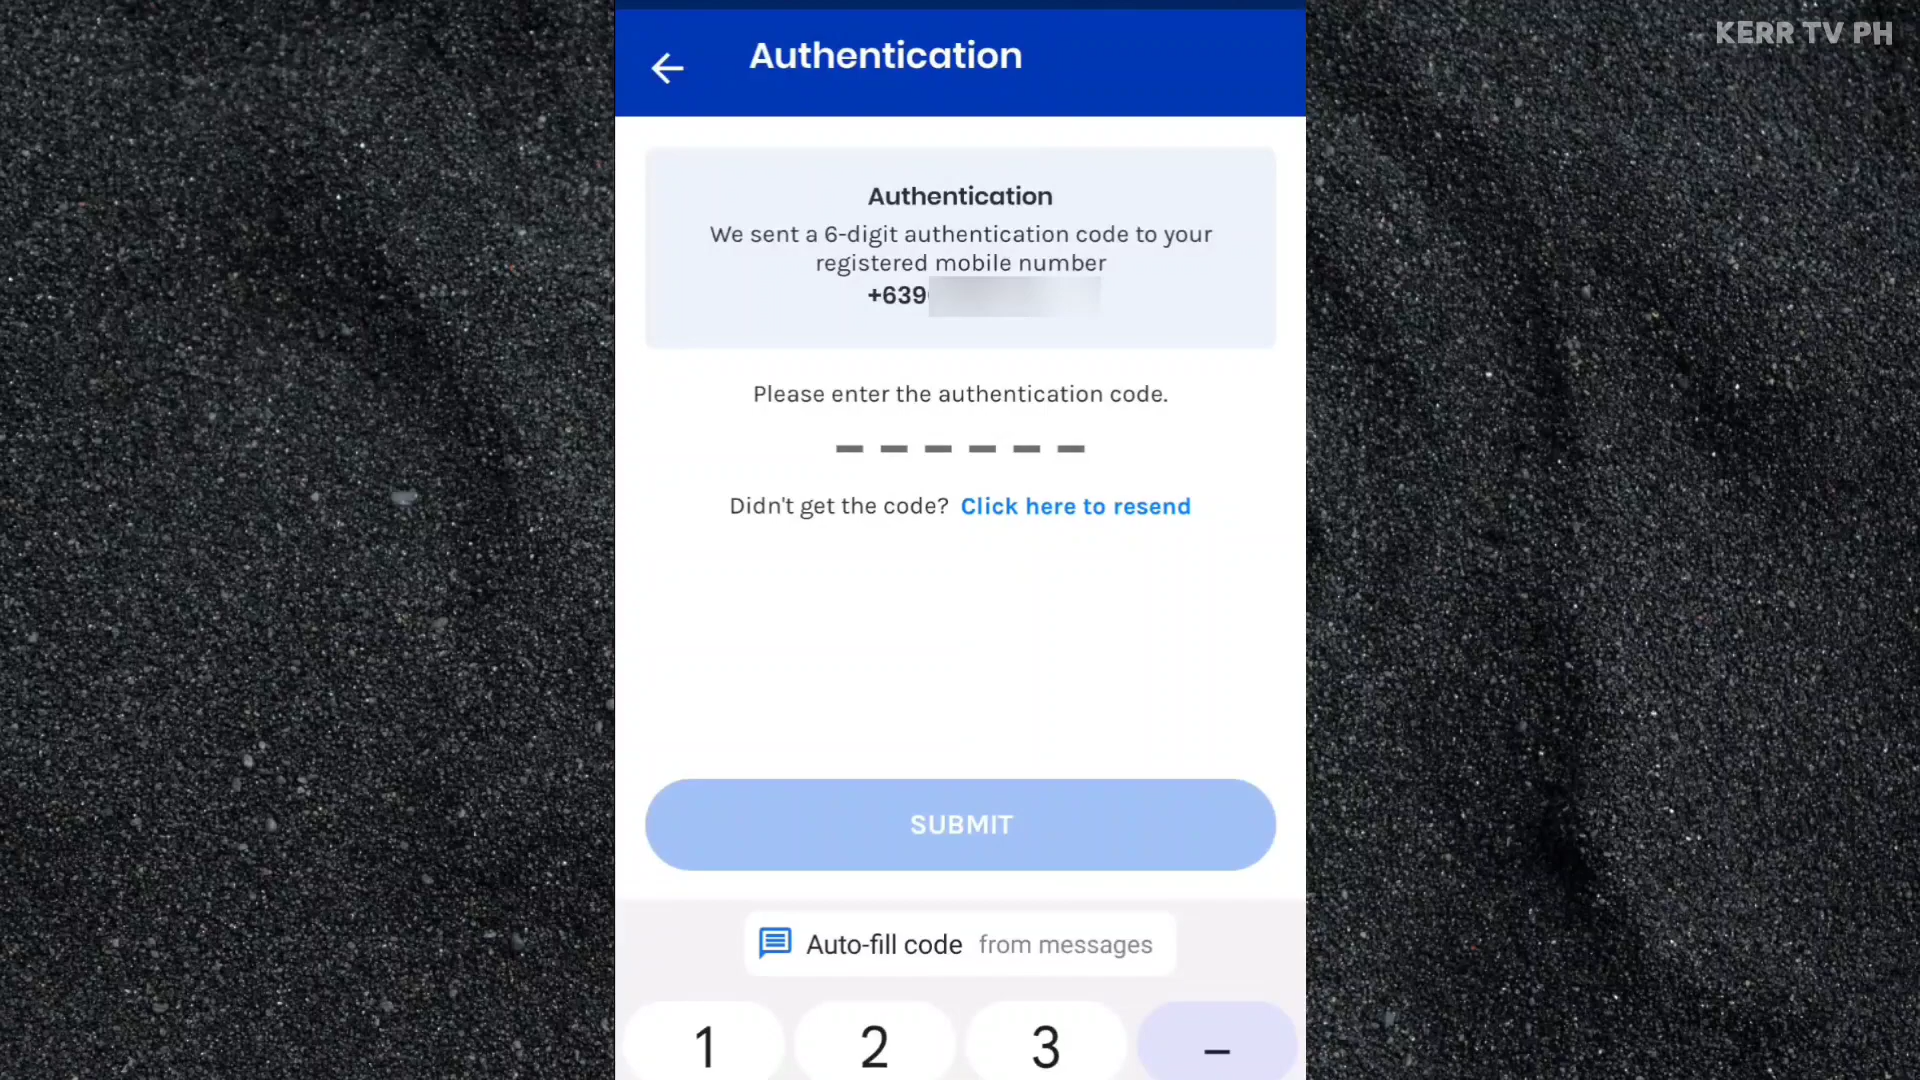 KERR TV PH
Authentication
Authentication
We sent a 6-digit authentication code to your
registered mobile number
+639
Please enter the authentication code.
Didn't get the code? Click here to resend
SUBMIT
Auto-fill code from messages
1 2 3 –